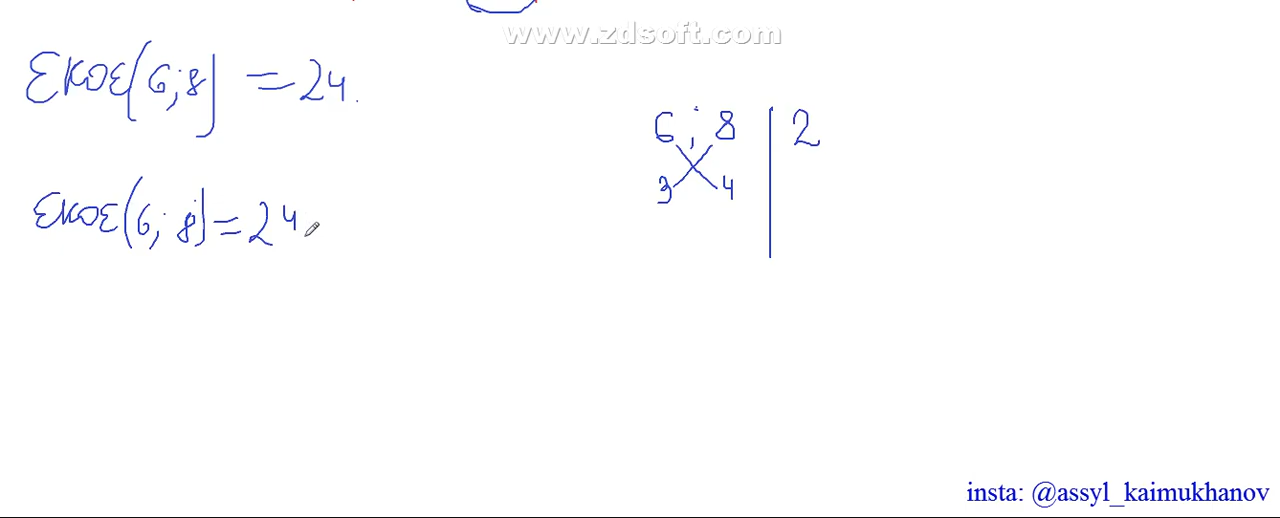 www.zdsoft.com
ЕКОЕ(6;8) = 24.
6; 8 | 2
3 4
ЕКОЕ(6; 8) = 24.
insta: @assyl_kaimukhanov